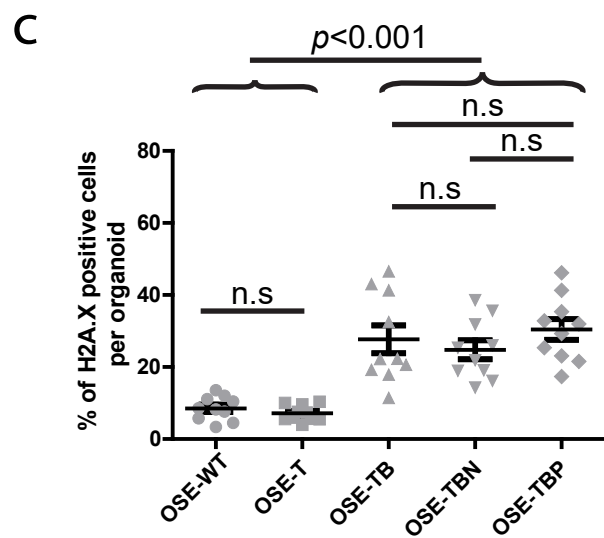 C
p<0.001
n.s
n.s
n.s
n.s
% of H2A.X positive cells
per organoid
80
60
40
20
0
OSE-WT
OSE-T
OSE-TB
OSE-TBN
OSE-TBP